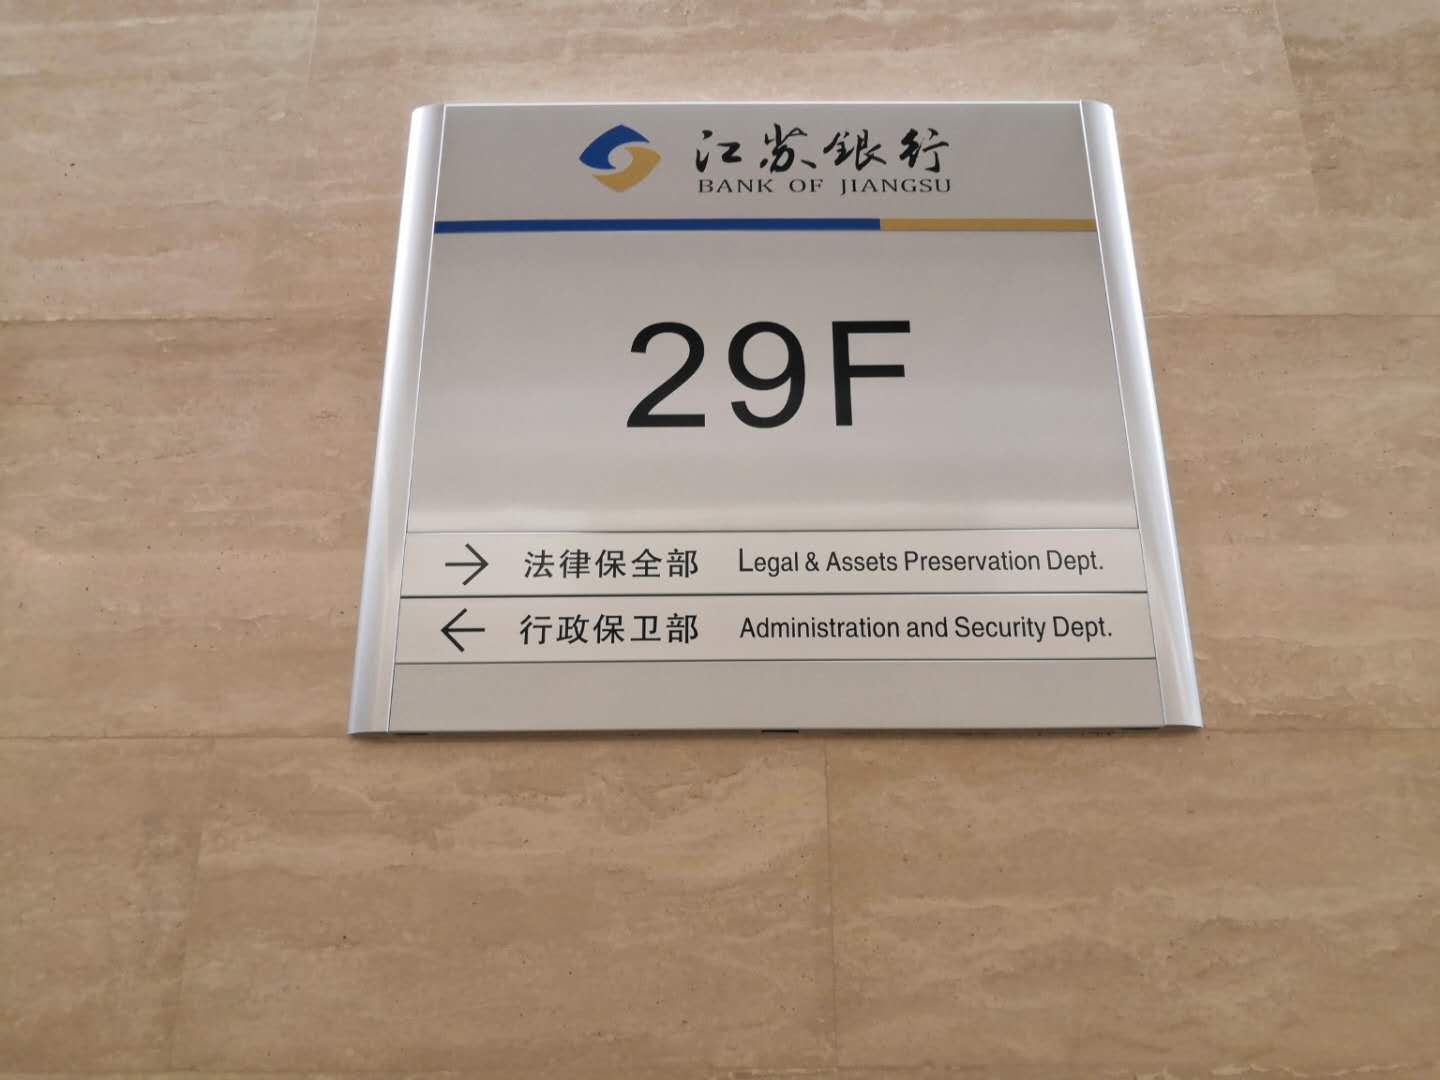 江苏银行
BANK OF JIANGSU
29F
→ 法律保全部 Legal & Assets Preservation Dept.
← 行政保卫部 Administration and Security Dept.